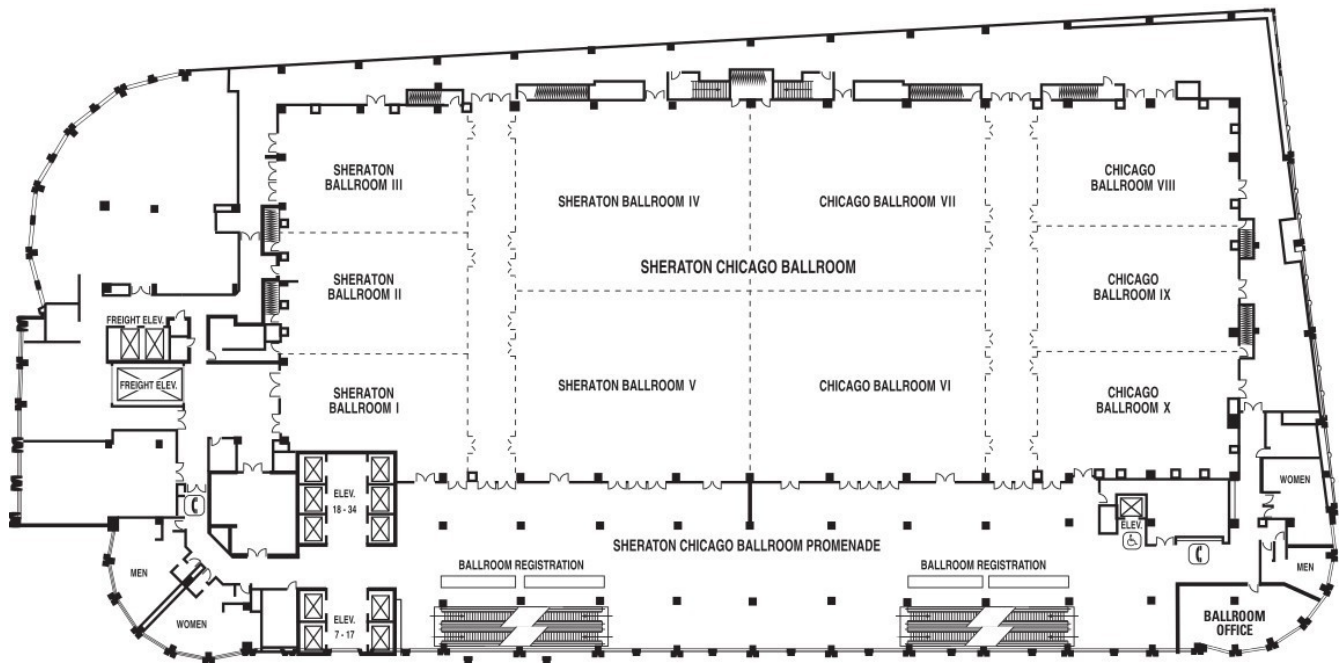 SHERATON
BALLROOM III
SHERATON BALLROOM IV
CHICAGO BALLROOM VII
CHICAGO
BALLROOM VIII
SHERATON CHICAGO BALLROOM
SHERATON
BALLROOM II
CHICAGO
BALLROOM IX
FREIGHT ELEV.
FREIGHT ELEV.
SHERATON
BALLROOM I
SHERATON BALLROOM V
CHICAGO BALLROOM VI
CHICAGO
BALLROOM X
ELEV.
18 - 34
WOMEN
ELEV.
SHERATON CHICAGO BALLROOM PROMENADE
BALLROOM REGISTRATION
BALLROOM REGISTRATION
MEN
MEN
WOMEN
ELEV.
7 - 17
BALLROOM
OFFICE